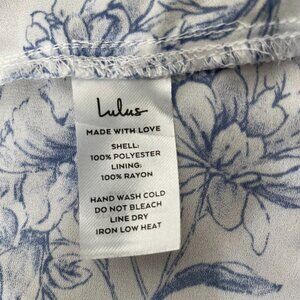 Lulus
MADE WITH LOVE
SHELL:
100% POLYESTER
LINING:
100% RAYON
HAND WASH COLD
DO NOT BLEACH
LINE DRY
IRON LOW HEAT